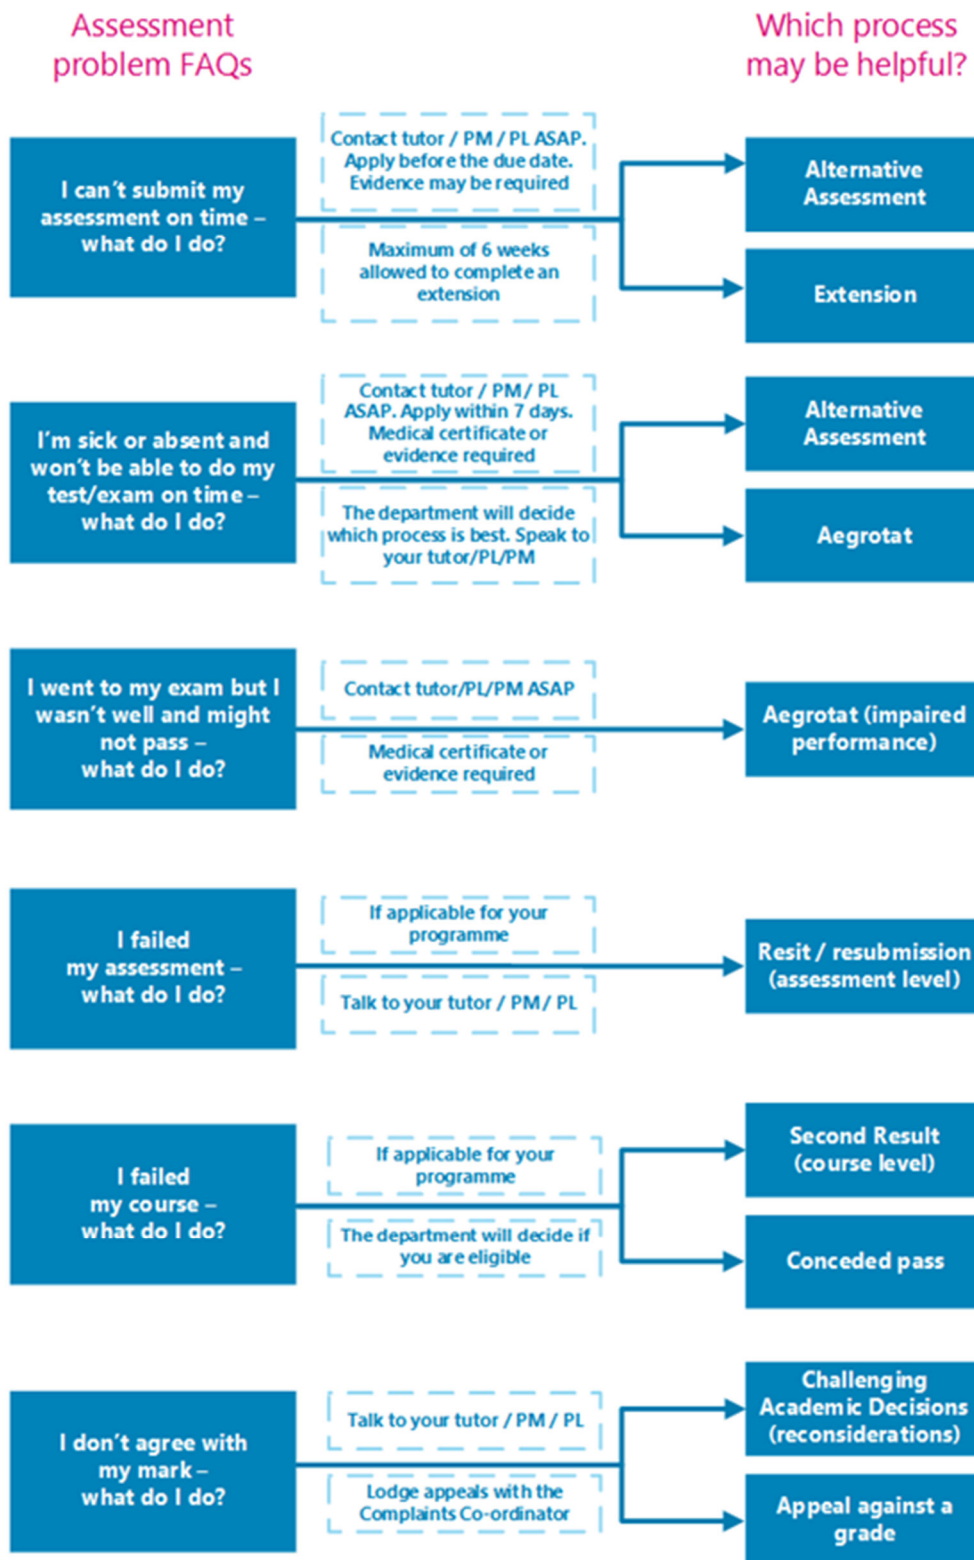 Assessment
problem FAQs
Which process
may be helpful?
I can't submit my
assessment on time –
what do I do?
Contact tutor / PM / PL ASAP.
Apply before the due date.
Evidence may be required
Maximum of 6 weeks
allowed to complete an
extension
Alternative
Assessment
Extension
I'm sick or absent and
won't be able to do my
test/exam on time –
what do I do?
Contact tutor / PM/ PL
ASAP. Apply within 7 days.
Medical certificate or
evidence required
The department will decide
which process is best. Speak to
your tutor/PL/PM
Alternative
Assessment
Aegrotat
I went to my exam but I
wasn't well and might
not pass –
what do I do?
Contact tutor/PL/PM ASAP
Medical certificate or
evidence required
Aegrotat (impaired
performance)
I failed
my assessment –
what do I do?
If applicable for your
programme
Talk to your tutor / PM/ PL
Resit / resubmission
(assessment level)
I failed
my course –
what do I do?
If applicable for your
programme
The department will decide if
you are eligible
Second Result
(course level)
Conceded pass
I don't agree with
my mark –
what do I do?
Talk to your tutor / PM / PL
Lodge appeals with the
Complaints Co-ordinator
Challenging
Academic Decisions
(reconsiderations)
Appeal against a
grade